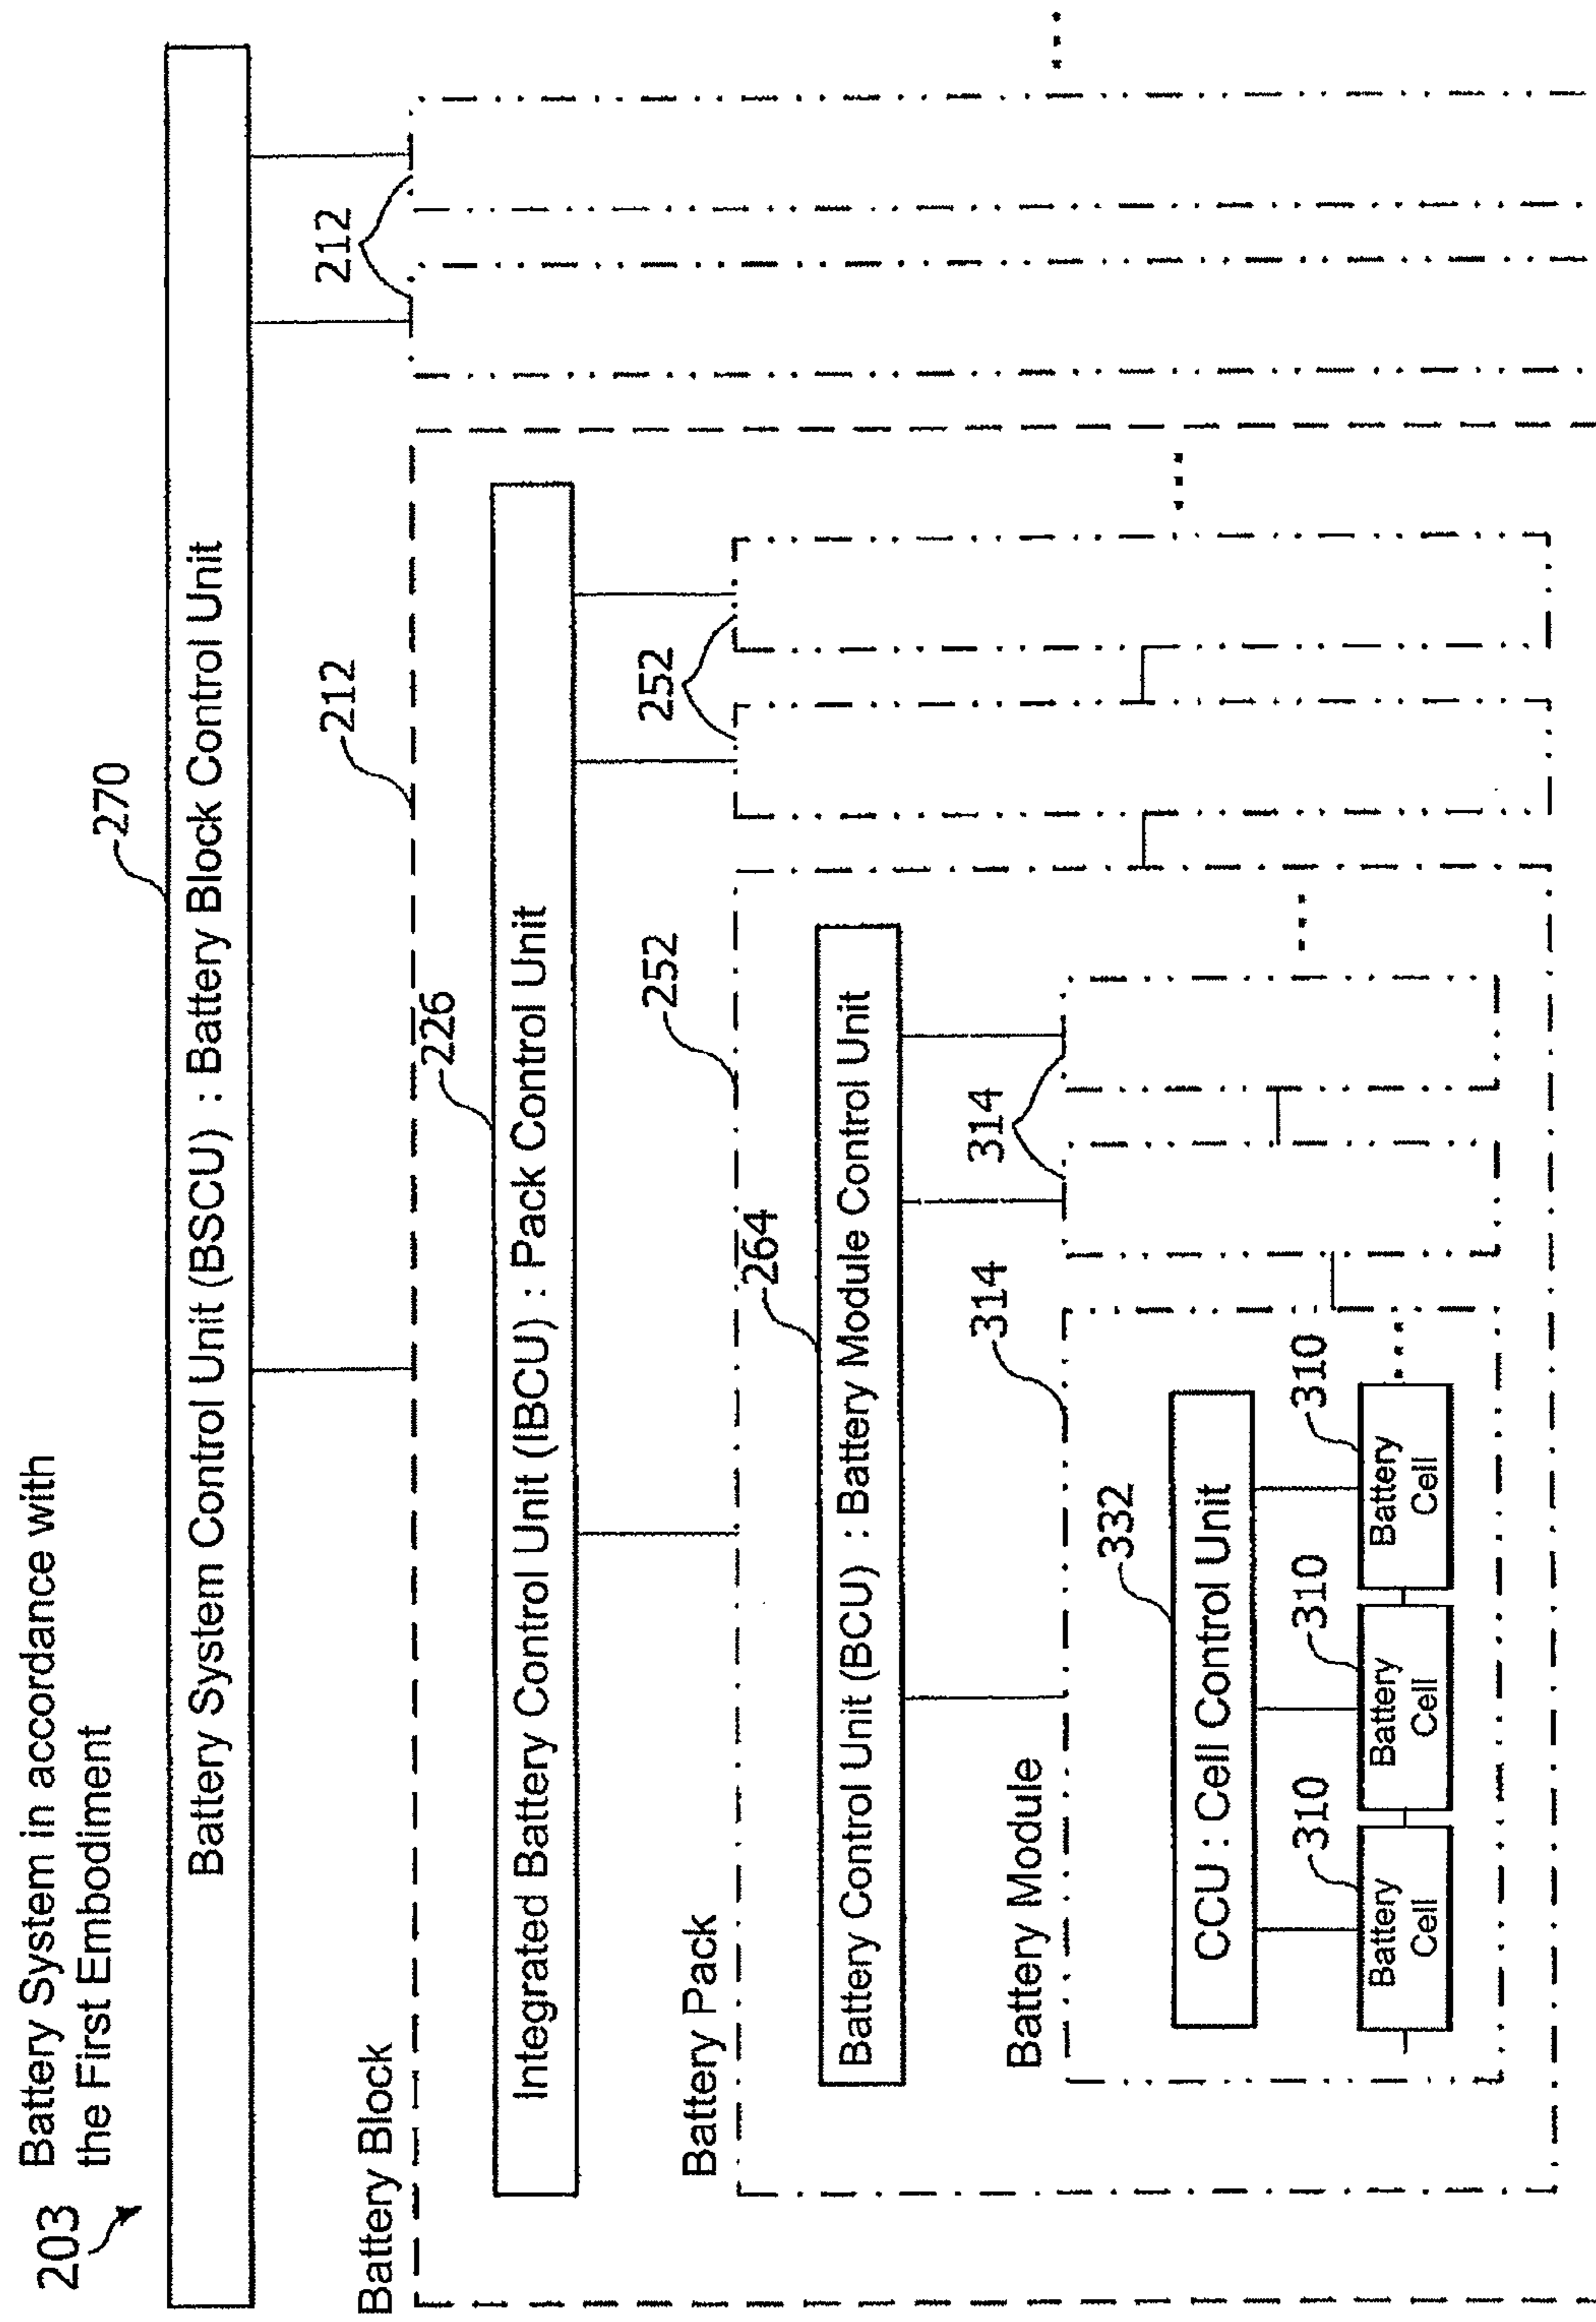 203
Battery System in accordance with
the First Embodiment
270
Battery System Control Unit (BSCU) : Battery Block Control Unit
Battery Block
212
212
226
Integrated Battery Control Unit (IBCU) : Pack Control Unit
Battery Pack
252
252
264
Battery Control Unit (BCU) : Battery Module Control Unit
Battery Module
314
314
332
CCU : Cell Control Unit
310
310
310
Battery
Cell
Battery
Cell
Battery
Cell